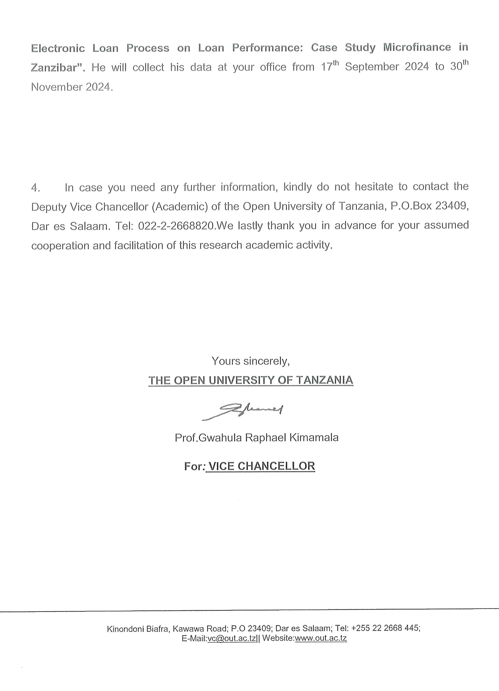 Electronic Loan Process on Loan Performance: Case Study Microfinance in
Zanzibar”. He will collect his data at your office from 17th September 2024 to 30th
November 2024.
4. In case you need any further information, kindly do not hesitate to contact the
Deputy Vice Chancellor (Academic) of the Open University of Tanzania, P.O.Box 23409,
Dar es Salaam. Tel: 022-2-2668820.We lastly thank you in advance for your assumed
cooperation and facilitation of this research academic activity.
Yours sincerely,
THE OPEN UNIVERSITY OF TANZANIA
Prof.Gwahula Raphael Kimamala
For: VICE CHANCELLOR
Kinondoni Biafra, Kawawa Road; P.O 23409; Dar es Salaam; Tel: +255 22 2668 445;
E-Mail:vc@out.ac.tz|| Website:www.out.ac.tz